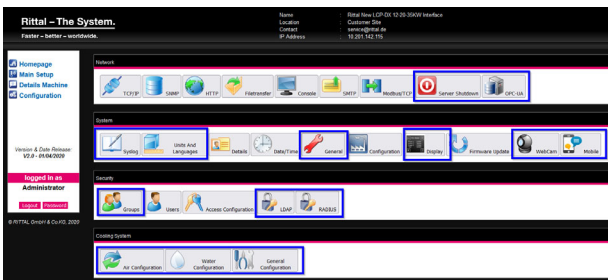 Rittal – The System.
Faster – better – worldwide.
Name Rittal New LCP-DX 12-20-35KW Interface
Location Customer Site
Contact service@rittal.de
IP Address 10.201.142.115
Homepage
Main Setup
Details Machine
Configuration
Version & Date Release:
V2.0 - 01/04/2020
logged in as
Administrator
Logout Password
© RITTAL GmbH & Co.KG, 2020
Network
TCP/IP SNMP HTTP Filetransfer Console SMTP Modbus/TCP Server Shutdown OPC-UA
System
Syslog Units And Languages Details Date/Time General Configuration Display Firmware Update WebCam Mobile
Security
Groups Users Access Configuration LDAP RADIUS
Cooling System
Air Configuration Water Configuration General Configuration